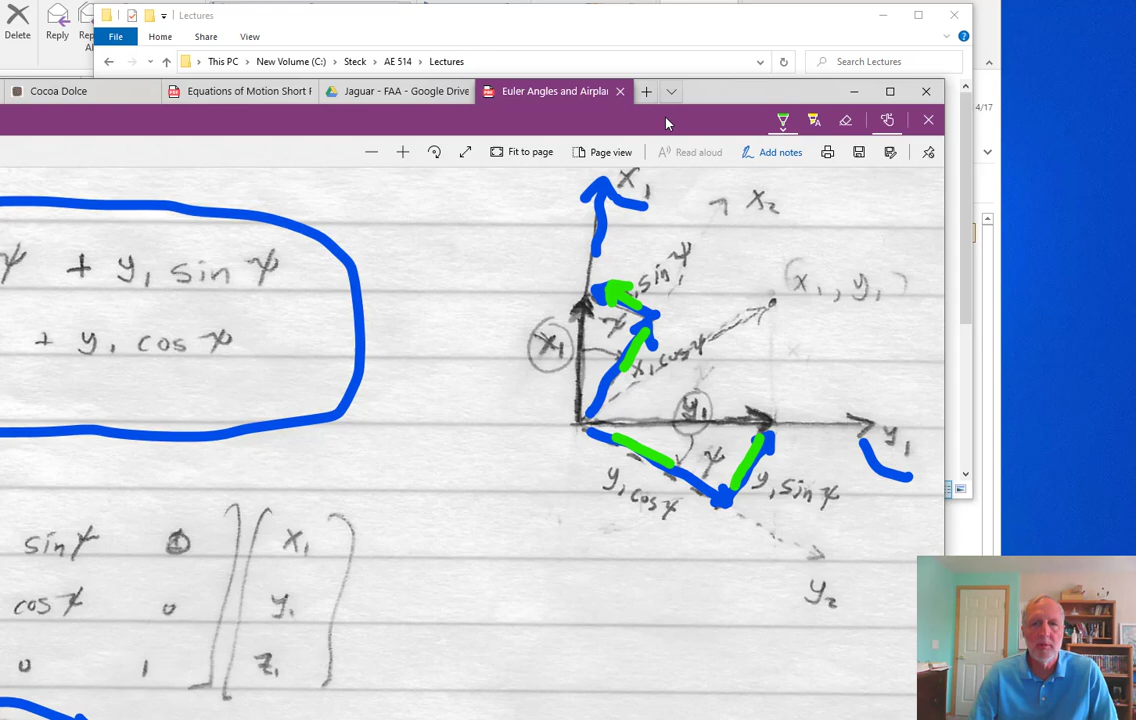 Delete
Reply
Lectures
File Home Share View
This PC New Volume (C:) Steck AE 514 Lectures
Search Lectures
Cocoa Dolce
Equations of Motion Short F
Jaguar - FAA - Google Drive
Euler Angles and Airplan
4/17
Fit to page
Page view
Read aloud
Add notes
x₁
x₂
(x₁, y₁)
sin ψ
ψ
x₁ cos ψ
x₁
y₁
y₁
ψ
y₁ cos ψ
y₁ sin ψ
y₂
ψ + y₁ sin ψ
+ y₁ cos ψ
sin ψ 0 x₁
cos ψ 0 y₁
0 1 z₁